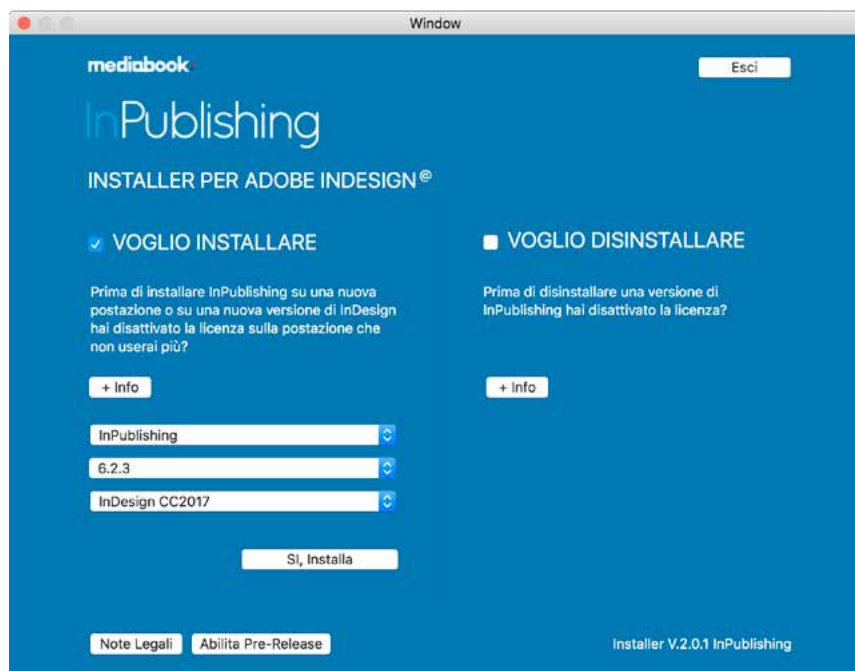 Window
mediabook
Esci
InPublishing
INSTALLER PER ADOBE INDESIGN @
VOGLIO INSTALLARE
Prima di installare InPublishing su una nuova
postazione o su una nuova versione di InDesign
hai disattivato la licenza sulla postazione che
non userai più?
+ Info
InPublishing
6.2.3
InDesign CC2017
SI, Installa
VOGLIO DISINSTALLARE
Prima di disinstallare una versione di
InPublishing hai disattivato la licenza?
+ Info
Note Legali
Abilita Pre-Release
Installer V.2.0.1 InPublishing